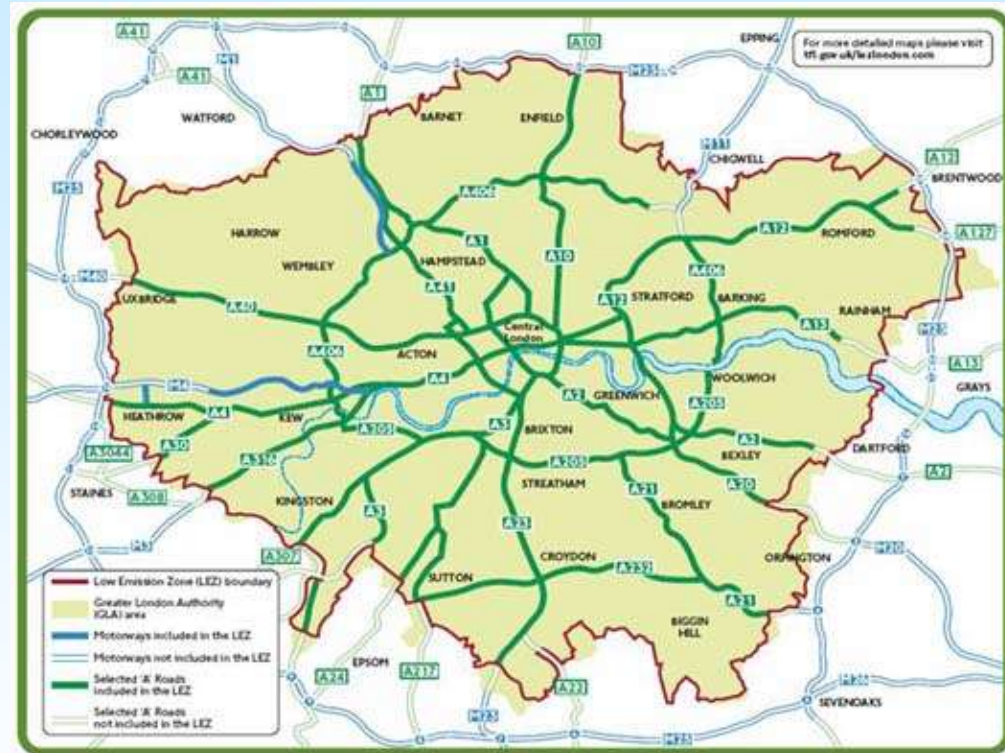 A41
M1
A41
A1
A10
EPPING
For more detailed maps please visit
tfl.gov.uk/lezlondon.com
M25
WATFORD
BARNET
ENFIELD
CHORLEYWOOD
M11
CHIGWELL
A12
BRENTWOOD
M25
A406
A12
ROMFORD
A127
HARROW
A1
WEMBLEY
HAMPSTEAD
A10
A406
M40
A41
UXBRIDGE
A40
A12
STRATFORD
BARKING
RAINHAM
A13
Central
London
M25
A406
ACTON
A13
M4
A4
WOOLWICH
GRAYS
HEATHROW
A4
KEW
A2
GREENWICH
A205
A30
A205
A3
BRIXTON
A2
A3044
A316
A205
BEXLEY
DARTFORD
A2
STAINES
A308
STREATHAM
A21
A20
KINGSTON
A3
BROMLEY
M3
A23
M20
A307
CROYDON
ORPINGTON
SUTTON
A232
A21
BIGGIN
HILL
EPSOM
A24
A217
A22
M26
SEVENOAKS
M23
M25
Low Emission Zone (LEZ) boundary
Greater London Authority
(GLA) area
Motorways included in the LEZ
Motorways not included in the LEZ
Selected 'A' Roads
included in the LEZ
Selected 'A' Roads
not included in the LEZ